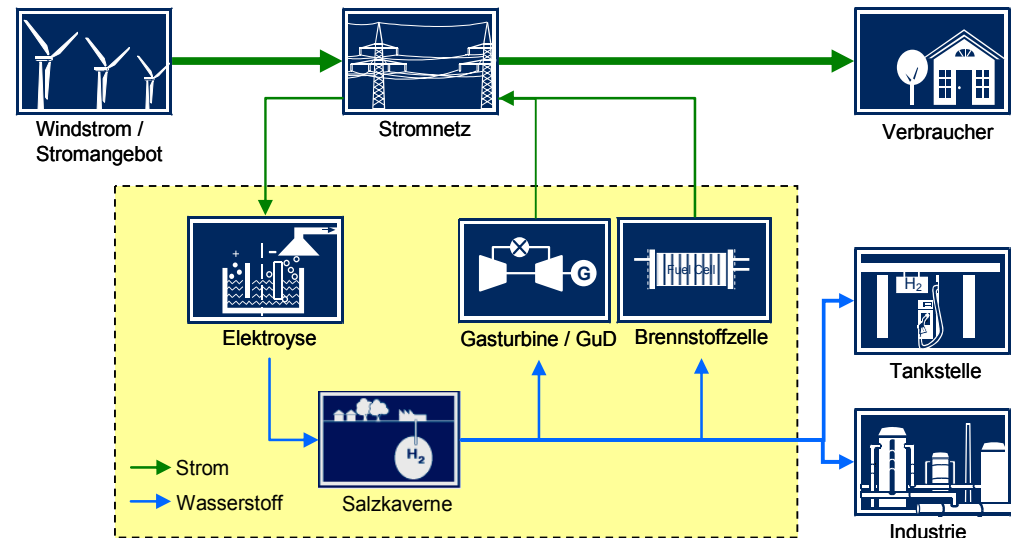 Windstrom /
Stromangebot
Stromnetz
Verbraucher
+
-
Elektroyse
G
Gasturbine / GuD
Fuel Cell
Brennstoffzelle
H₂
Tankstelle
H₂
Salzkaverne
Strom
Wasserstoff
Industrie